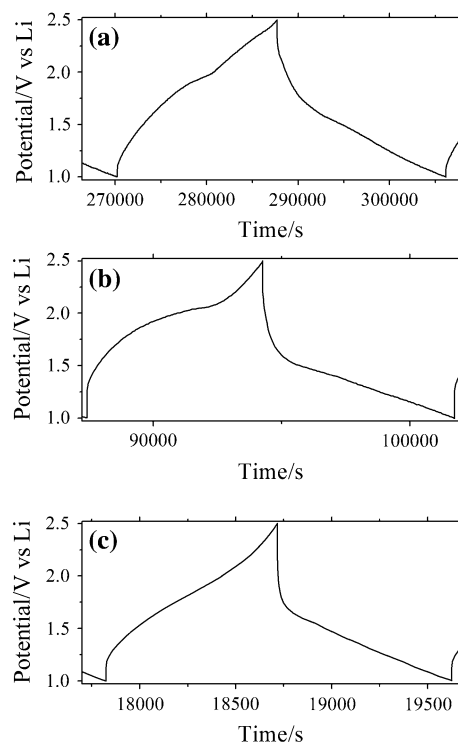 (a)
Potential/V vs Li
2.5
2.0
1.5
1.0
270000 280000 290000 300000
Time/s
(b)
Potential/V vs Li
2.5
2.0
1.5
1.0
90000 100000
Time/s
(c)
Potential/V vs Li
2.5
2.0
1.5
1.0
18000 18500 19000 19500
Time/s